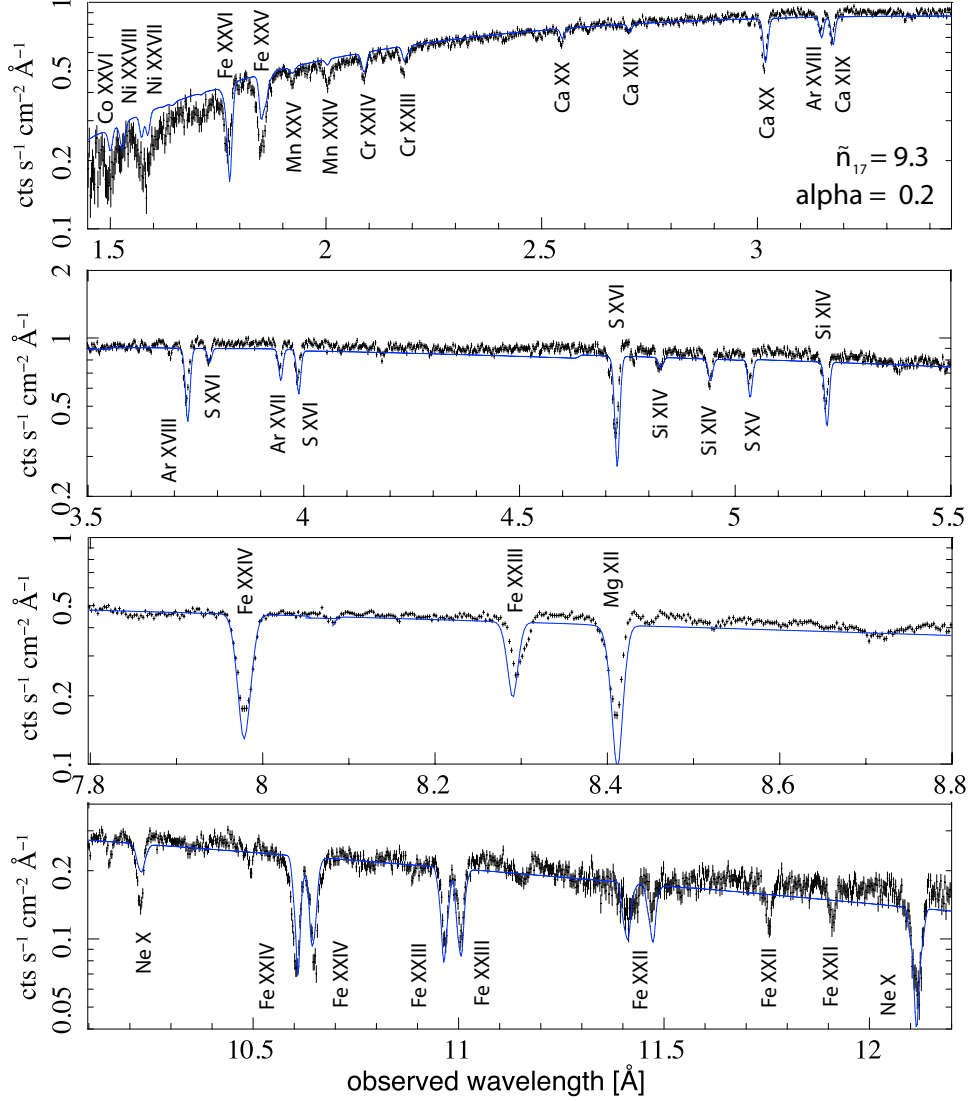 cts s⁻¹ cm⁻² Å⁻¹
1
0.5
0.2
0.1
Co XXVI
Ni XXVIII
Ni XXVII
Fe XXVI
Fe XXV
Mn XXV
Mn XXIV
Cr XXIV
Cr XXIII
Ca XX
Ca XIX
Ca XX
Ar XVIII
Ca XIX
ñ₁₇ = 9.3
alpha = 0.2
1.5 2 2.5 3
cts s⁻¹ cm⁻² Å⁻¹
2
1
0.5
0.2
Ar XVIII
S XVI
Ar XVII
S XVI
S XVI
Si XIV
Si XIV
S XV
Si XIV
3.5 4 4.5 5 5.5
cts s⁻¹ cm⁻² Å⁻¹
1
0.5
0.2
0.1
Fe XXIV
Fe XXIII
Mg XII
7.8 8 8.2 8.4 8.6 8.8
cts s⁻¹ cm⁻² Å⁻¹
0.2
0.1
0.05
Ne X
Fe XXIV
Fe XXIV
Fe XXIII
Fe XXIII
Fe XXII
Fe XXII
Fe XXII
Ne X
10.5 11 11.5 12
observed wavelength [Å]